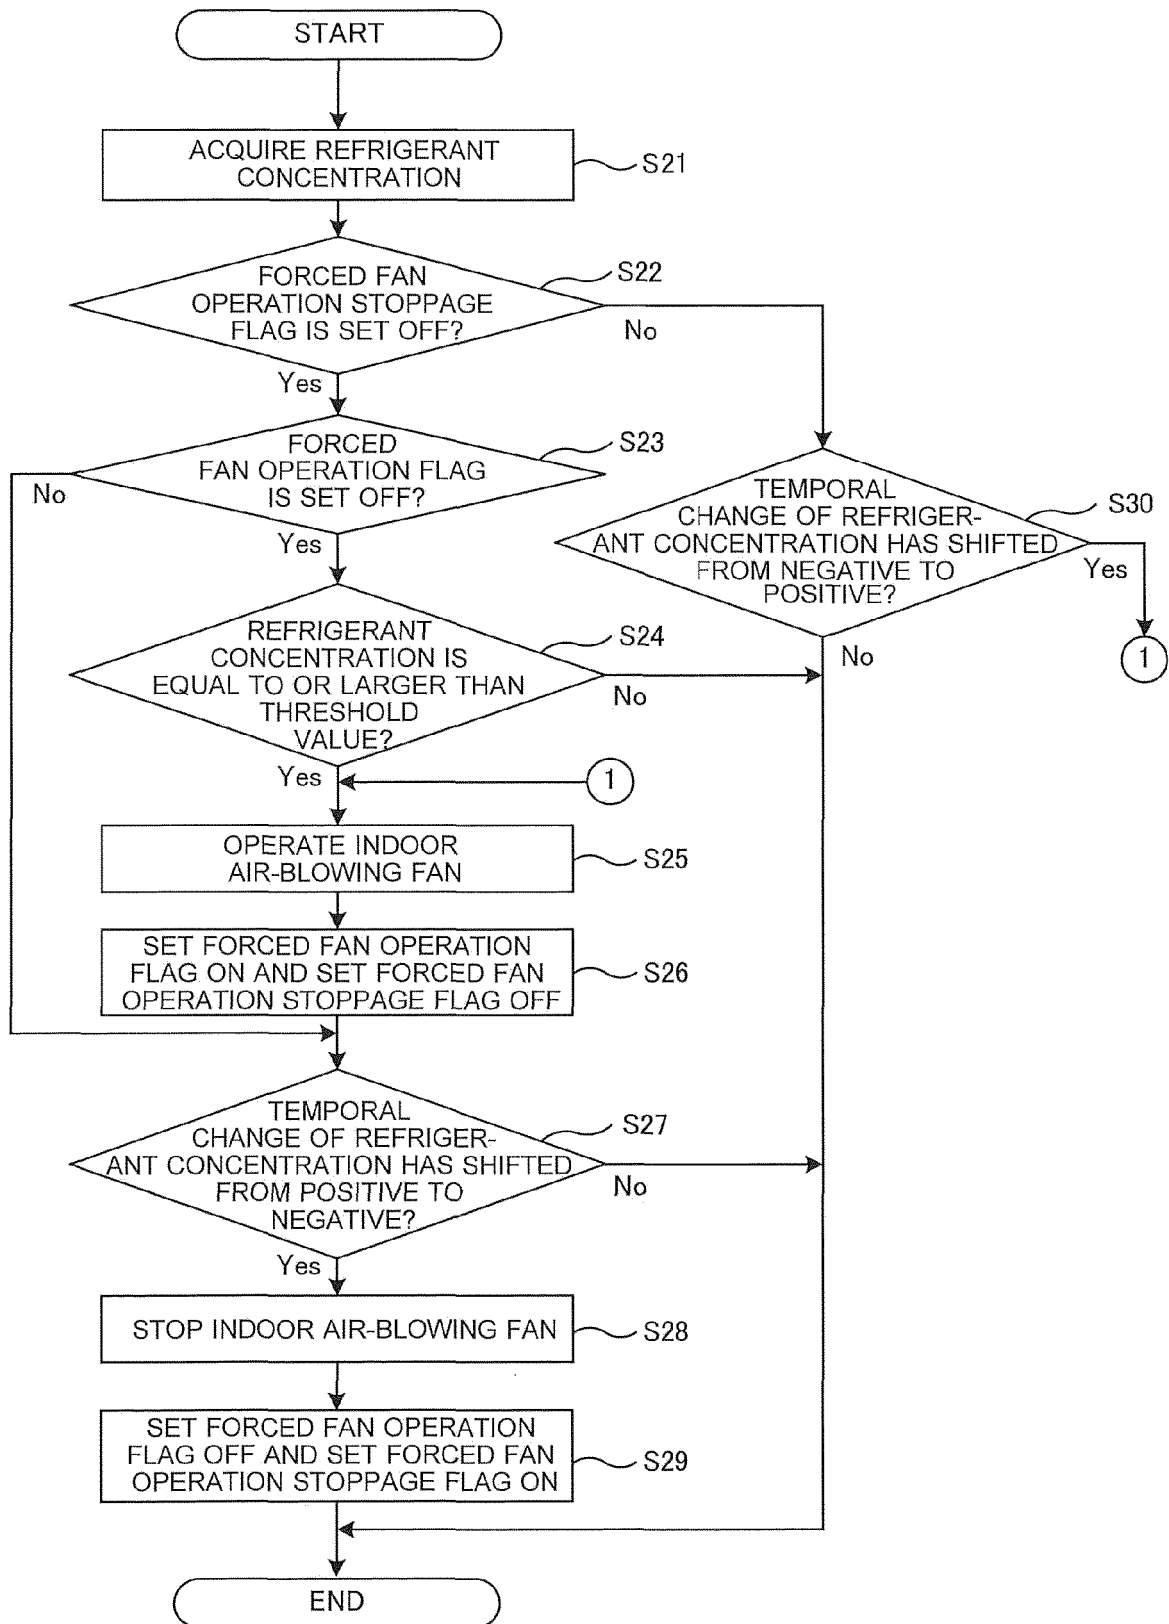 START
ACQUIRE REFRIGERANT
CONCENTRATION
S21
FORCED FAN
OPERATION STOPPAGE
FLAG IS SET OFF?
S22
No
Yes
FORCED
FAN OPERATION FLAG
IS SET OFF?
S23
No
Yes
TEMPORAL
CHANGE OF REFRIGER-
ANT CONCENTRATION HAS SHIFTED
FROM NEGATIVE TO
POSITIVE?
S30
Yes
No
1
REFRIGERANT
CONCENTRATION IS
EQUAL TO OR LARGER THAN
THRESHOLD
VALUE?
S24
No
Yes
1
OPERATE INDOOR
AIR-BLOWING FAN
S25
SET FORCED FAN OPERATION
FLAG ON AND SET FORCED FAN
OPERATION STOPPAGE FLAG OFF
S26
TEMPORAL
CHANGE OF REFRIGER-
ANT CONCENTRATION HAS SHIFTED
FROM POSITIVE TO
NEGATIVE?
S27
No
Yes
STOP INDOOR AIR-BLOWING FAN
S28
SET FORCED FAN OPERATION
FLAG OFF AND SET FORCED FAN
OPERATION STOPPAGE FLAG ON
S29
END